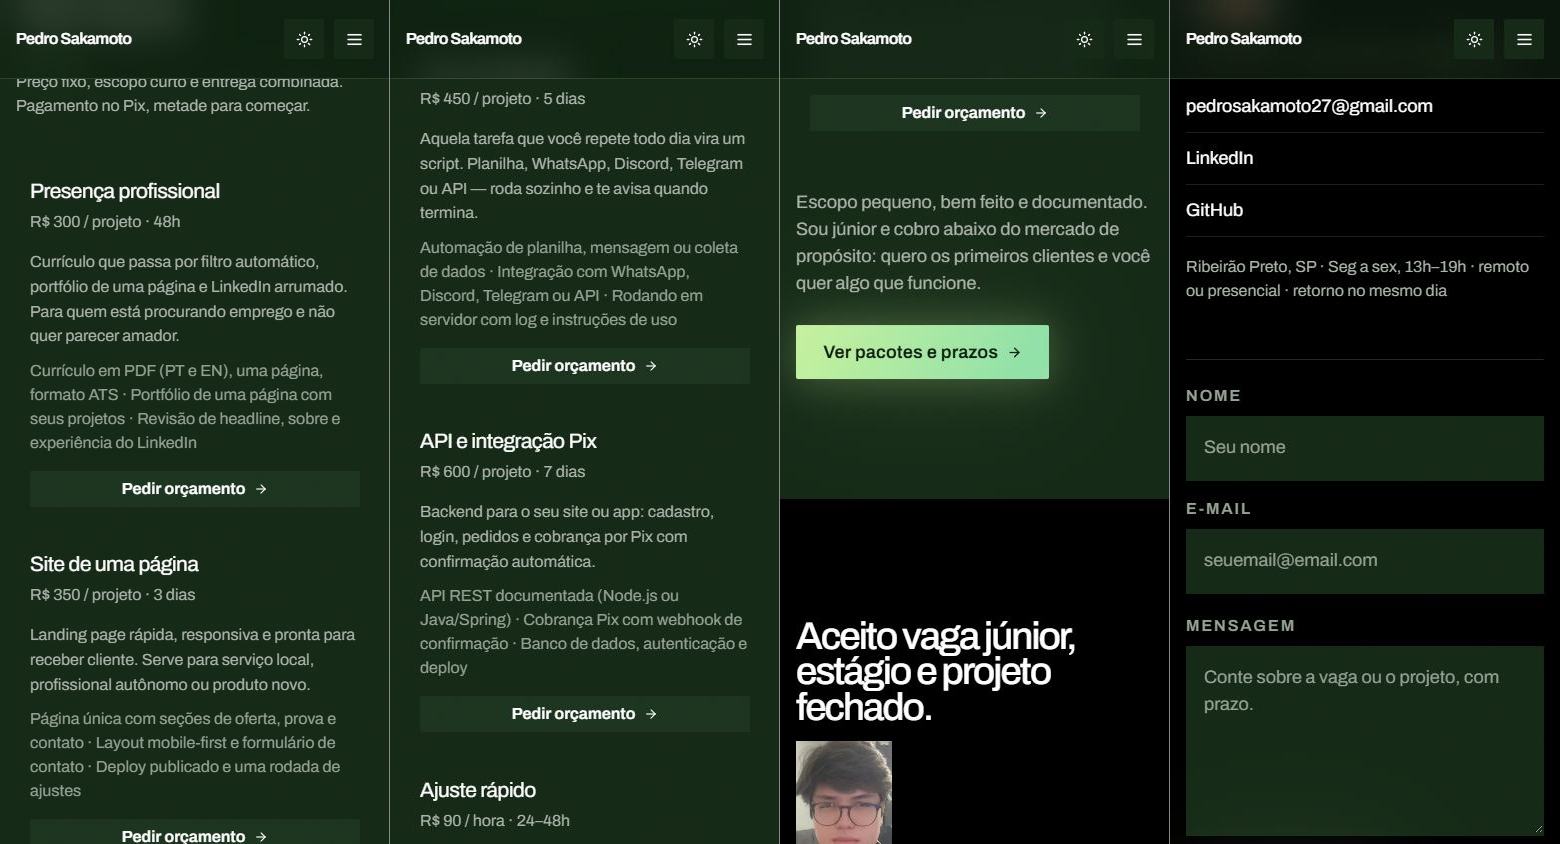 Pedro Sakamoto
Preço fixo, escopo curto e entrega combinada.
Pagamento no Pix, metade para começar.
Presença profissional
R$ 300 / projeto · 48h
Currículo que passa por filtro automático,
portfólio de uma página e LinkedIn arrumado.
Para quem está procurando emprego e não
quer parecer amador.
Currículo em PDF (PT e EN), uma página,
formato ATS · Portfólio de uma página com
seus projetos · Revisão de headline, sobre e
experiência do LinkedIn
Pedir orçamento →
Site de uma página
R$ 350 / projeto · 3 dias
Landing page rápida, responsiva e pronta para
receber cliente. Serve para serviço local,
profissional autônomo ou produto novo.
Página única com seções de oferta, prova e
contato · Layout mobile-first e formulário de
contato · Deploy publicado e uma rodada de
ajustes
Pedir orçamento →
Pedro Sakamoto
R$ 450 / projeto · 5 dias
Aquela tarefa que você repete todo dia vira um
script. Planilha, WhatsApp, Discord, Telegram
ou API — roda sozinho e te avisa quando
termina.
Automação de planilha, mensagem ou coleta
de dados · Integração com WhatsApp,
Discord, Telegram ou API · Rodando em
servidor com log e instruções de uso
Pedir orçamento →
API e integração Pix
R$ 600 / projeto · 7 dias
Backend para o seu site ou app: cadastro,
login, pedidos e cobrança por Pix com
confirmação automática.
API REST documentada (Node.js ou
Java/Spring) · Cobrança Pix com webhook de
confirmação · Banco de dados, autenticação e
deploy
Pedir orçamento →
Ajuste rápido
R$ 90 / hora · 24–48h
Pedro Sakamoto
Pedir orçamento →
Escopo pequeno, bem feito e documentado.
Sou júnior e cobro abaixo do mercado de
propósito: quero os primeiros clientes e você
quer algo que funcione.
Ver pacotes e prazos →
Aceito vaga júnior,
estágio e projeto
fechado.
Pedro Sakamoto
pedrosakamoto27@gmail.com
LinkedIn
GitHub
Ribeirão Preto, SP · Seg a sex, 13h–19h · remoto
ou presencial · retorno no mesmo dia
NOME
Seu nome
E-MAIL
seuemail@email.com
MENSAGEM
Conte sobre a vaga ou o projeto, com
prazo.